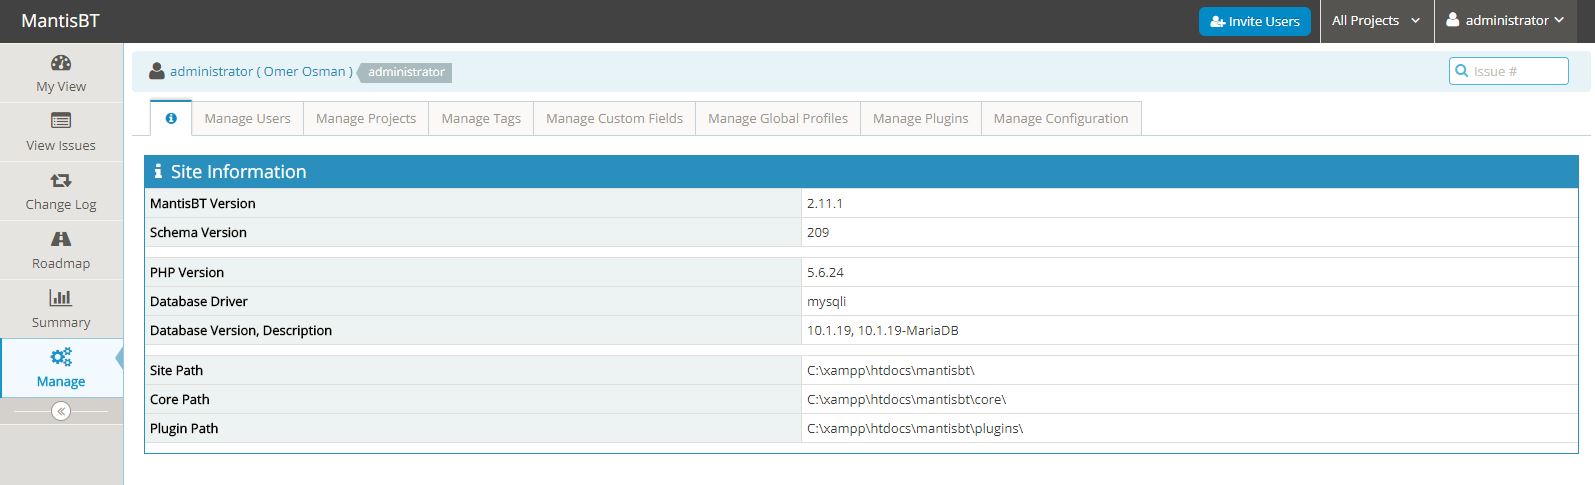 MantisBT
Invite Users
All Projects
administrator
My View
View Issues
Change Log
Roadmap
Summary
Manage
administrator ( Omer Osman ) administrator
Issue #
Manage Users Manage Projects Manage Tags Manage Custom Fields Manage Global Profiles Manage Plugins Manage Configuration
Site Information
MantisBT Version 2.11.1
Schema Version 209
PHP Version 5.6.24
Database Driver mysqli
Database Version, Description 10.1.19, 10.1.19-MariaDB
Site Path C:\xampp\htdocs\mantisbt\
Core Path C:\xampp\htdocs\mantisbt\core\
Plugin Path C:\xampp\htdocs\mantisbt\plugins\